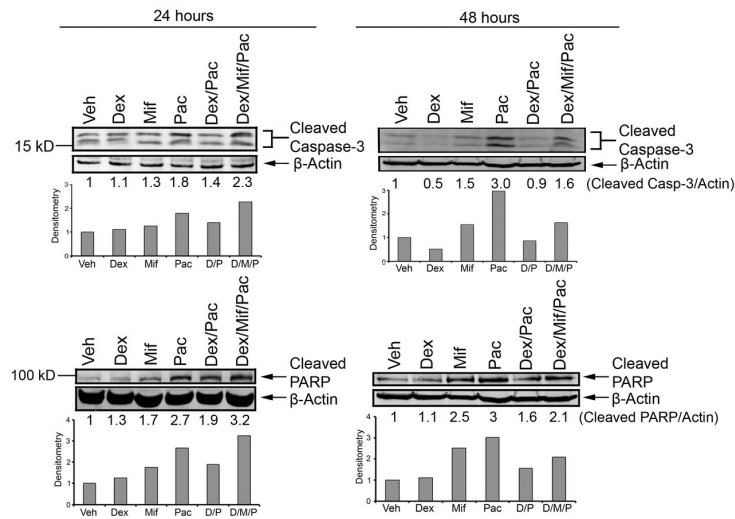 24 hours
48 hours
Veh Dex Mif Pac Dex/Pac Dex/Mif/Pac
Veh Dex Mif Pac Dex/Pac Dex/Mif/Pac
15 kD
Cleaved
Caspase-3
β-Actin
Cleaved
Caspase-3
β-Actin
1 1.1 1.3 1.8 1.4 2.3
1 0.5 1.5 3.0 0.9 1.6 (Cleaved Casp-3/Actin)
Densitometry
3
2
1
0
Veh Dex Mif Pac D/P D/M/P
Densitometry
3
2
1
0
Veh Dex Mif Pac D/P D/M/P
Veh Dex Mif Pac Dex/Pac Dex/Mif/Pac
Veh Dex Mif Pac Dex/Pac Dex/Mif/Pac
100 kD
Cleaved
PARP
β-Actin
Cleaved
PARP
β-Actin
1 1.3 1.7 2.7 1.9 3.2
1 1.1 2.5 3 1.6 2.1 (Cleaved PARP/Actin)
Densitometry
4
3
2
1
0
Veh Dex Mif Pac D/P D/M/P
Densitometry
4
3
2
1
0
Veh Dex Mif Pac D/P D/M/P